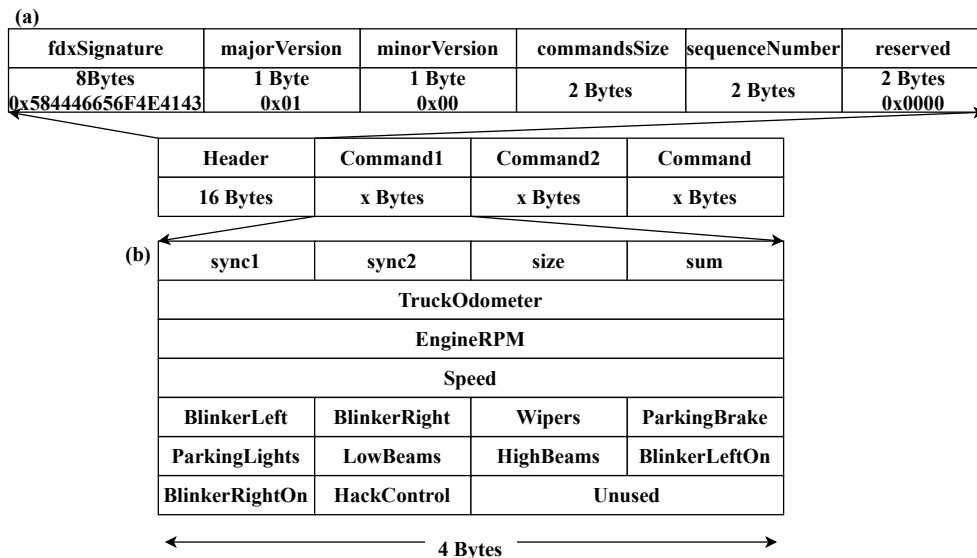 (a)
fdxSignature majorVersion minorVersion commandsSize sequenceNumber reserved
8Bytes 1 Byte 1 Byte 2 Bytes 2 Bytes 2 Bytes
0x584446656F4E4143 0x01 0x00 0x0000
Header Command1 Command2 Command
16 Bytes x Bytes x Bytes x Bytes
(b)
sync1 sync2 size sum
TruckOdometer
EngineRPM
Speed
BlinkerLeft BlinkerRight Wipers ParkingBrake
ParkingLights LowBeams HighBeams BlinkerLeftOn
BlinkerRightOn HackControl Unused
4 Bytes